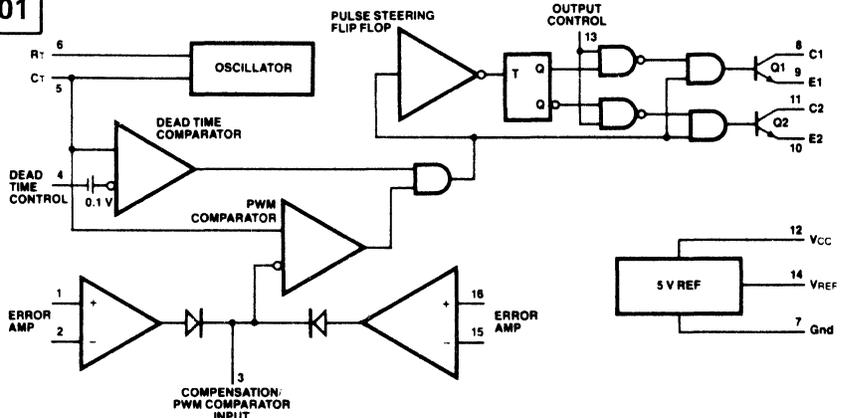 01
PULSE STEERING
FLIP FLOP
OUTPUT
CONTROL
13
RT 6
CT 5
OSCILLATOR
T Q
Q
Q1
8 C1
9 E1
Q2
11 C2
10 E2
DEAD TIME
COMPARATOR
DEAD
TIME
CONTROL
4
0.1 V
PWM
COMPARATOR
12 VCC
5 V REF
14 VREF
7 Gnd
ERROR
AMP
1 +
2 −
+ 16
− 15
ERROR
AMP
3
COMPENSATION/
PWM COMPARATOR
INPUT